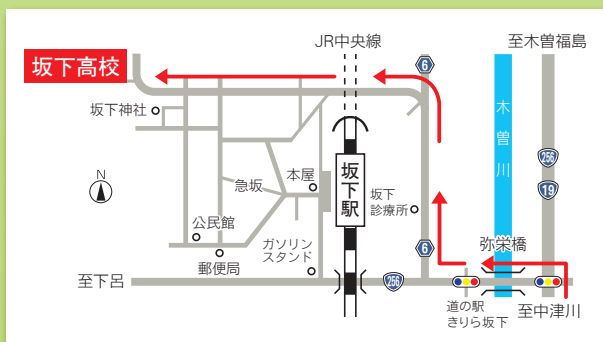 JR中央線
至木曽福島
坂下高校
6
坂下神社
木曽川
256
19
N
急坂
本屋
坂下駅
坂下
診療所
公民館
郵便局
ガソリン
スタンド
6
弥栄橋
至下呂
256
道の駅
きりら坂下
至中津川